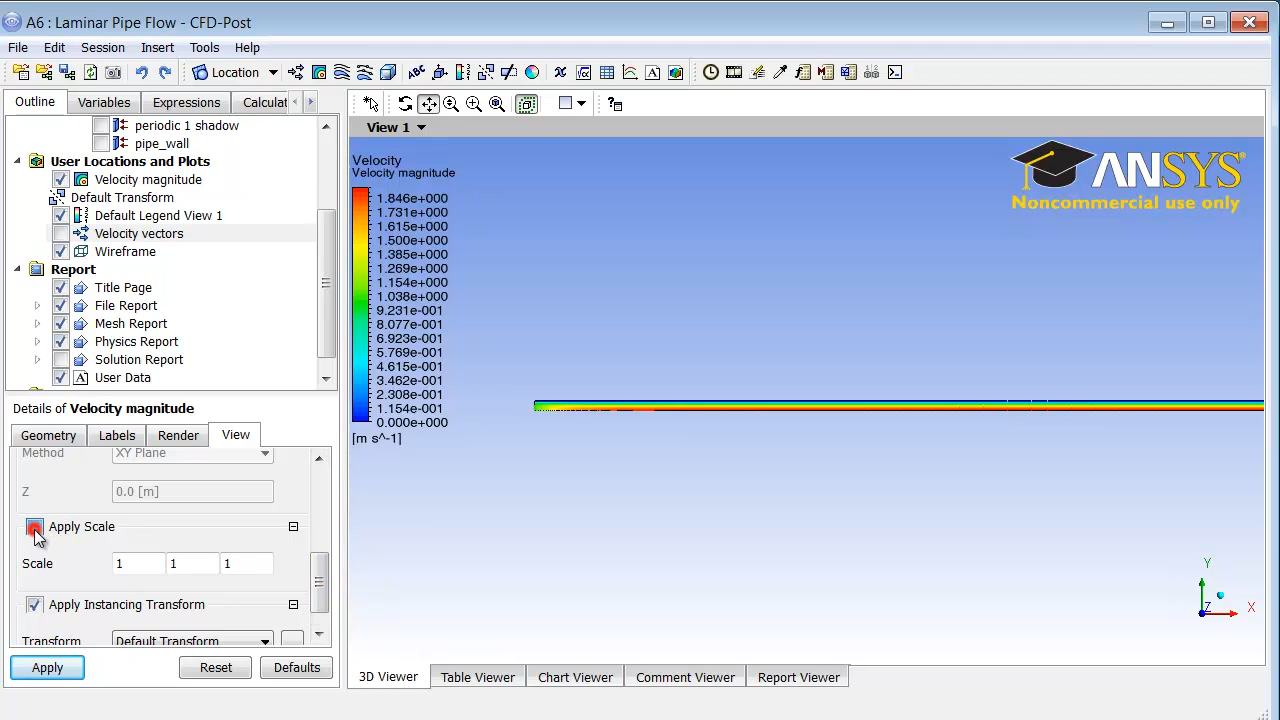 A6 : Laminar Pipe Flow - CFD-Post
File Edit Session Insert Tools Help
Location
Outline Variables Expressions Calculat
View 1
periodic 1 shadow
pipe_wall
User Locations and Plots
Velocity magnitude
Default Transform
Default Legend View 1
Velocity vectors
Wireframe
Report
Title Page
File Report
Mesh Report
Physics Report
Solution Report
User Data
Details of Velocity magnitude
Geometry Labels Render View
Method XY Plane
Z 0.0 [m]
Apply Scale
Scale 1 1 1
Apply Instancing Transform
Transform Default Transform
Apply Reset Defaults
Velocity
Velocity magnitude
1.846e+000
1.731e+000
1.615e+000
1.500e+000
1.385e+000
1.269e+000
1.154e+000
1.038e+000
9.231e-001
8.077e-001
6.923e-001
5.769e-001
4.615e-001
3.462e-001
2.308e-001
1.154e-001
0.000e+000
[m s^-1]
ANSYS
Noncommercial use only
Y
Z
X
3D Viewer Table Viewer Chart Viewer Comment Viewer Report Viewer